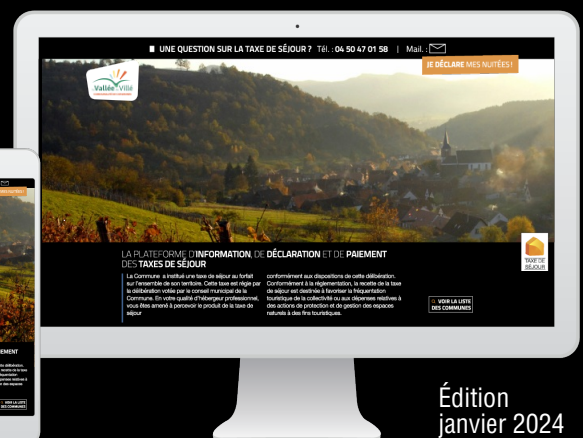 UNE QUESTION SUR LA TAXE DE SÉJOUR ? Tél. : 04 50 47 01 58 | Mail. :
JE DÉCLARE MES NUITÉES !
Vallée de Villé
LA PLATEFORME D'INFORMATION, DE DÉCLARATION ET DE PAIEMENT
DES TAXES DE SÉJOUR
La Commune a institué une taxe de séjour au forfait
sur l'ensemble de son territoire. Cette taxe est régie par
la délibération votée par le conseil municipal de la
Commune. En votre qualité d'hébergeur professionnel,
vous êtes amené à percevoir le produit de la taxe de
séjour
conformément aux dispositions de cette délibération.
Conformément à la réglementation, la recette de la taxe
de séjour est destinée à favoriser la fréquentation
touristique de la collectivité ou aux dépenses relatives à
des actions de protection et de gestion des espaces
naturels à des fins touristiques.
TAXE DE
SÉJOUR
VOIR LA LISTE
DES COMMUNES
IEMENT
VOIR LA LISTE
DES COMMUNES
Édition
janvier 2024